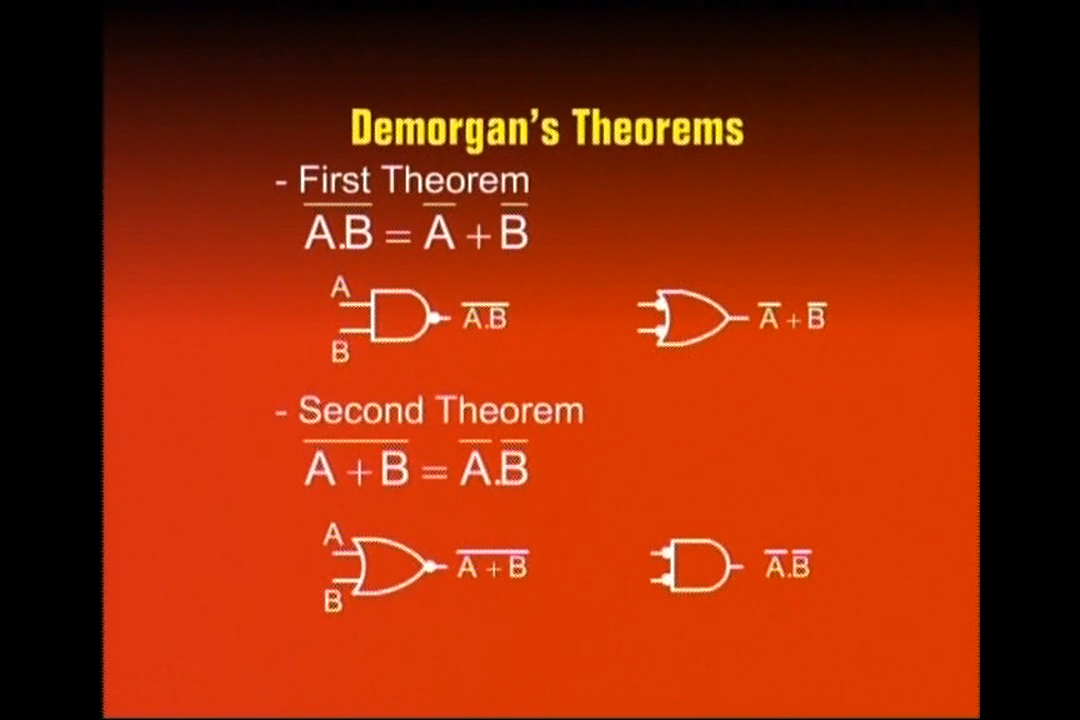 Demorgan's Theorems
- First Theorem
A̅.̅B̅ = A̅ + B̅
A
B
A̅.̅B̅
A̅ + B̅
- Second Theorem
A̅ ̅+̅ ̅B̅ = A̅.B̅
A
B
A̅ ̅+̅ ̅B̅
A̅.B̅